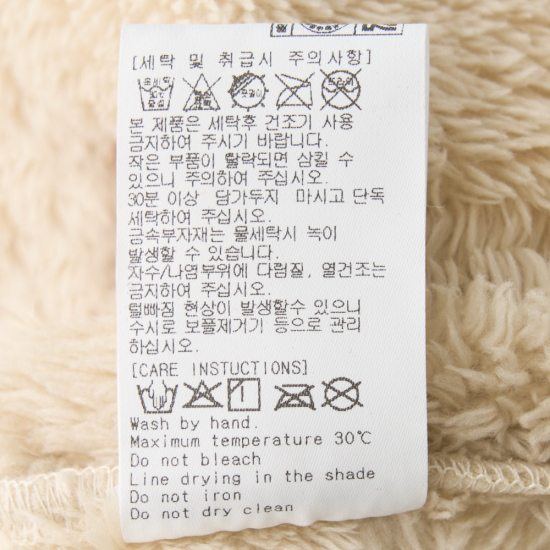 [세탁 및 취급시 주의사항]
본 제품은 세탁후 건조기 사용
금지하여 주시기 바랍니다.
작은 부품이 탈락되면 삼킬 수
있으니 주의하여 주십시오.
30분 이상 담가두지 마시고 단독
세탁하여 주십시오.
금속부자재는 물세탁시 녹이
발생할 수 있습니다.
자수/나염부위에 다림질, 열건조는
금지하여 주십시오.
털빠짐 현상이 발생할수 있으니
수시로 보풀제거기 등으로 관리
하십시오.
[CARE INSTUCTIONS]
Wash by hand.
Maximum temperature 30℃
Do not bleach
Line drying in the shade
Do not iron
Do not dry clean